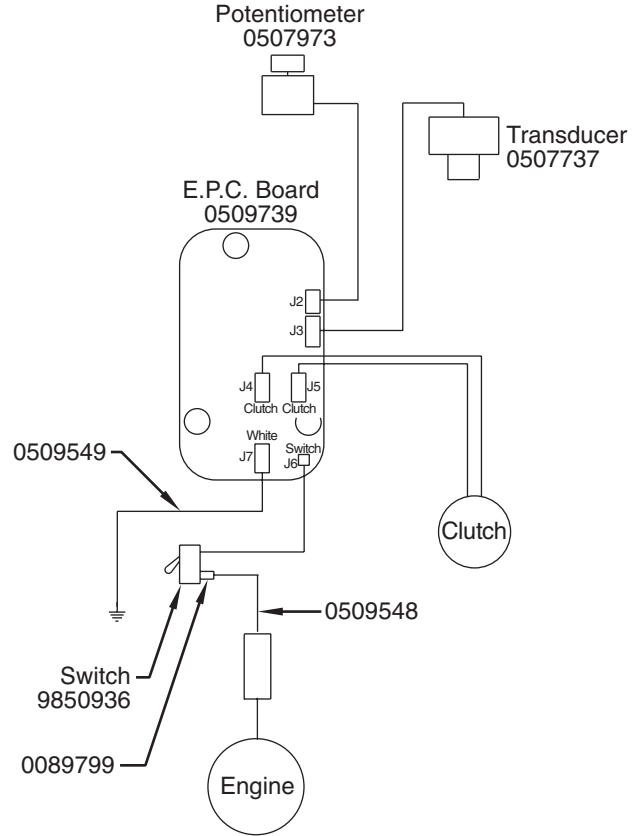 Potentiometer
0507973
Transducer
0507737
E.P.C. Board
0509739
J2
J3
J4
J5
Clutch
Clutch
White
J7
Switch
J6
0509549
Clutch
0509548
Switch
9850936
0089799
Engine